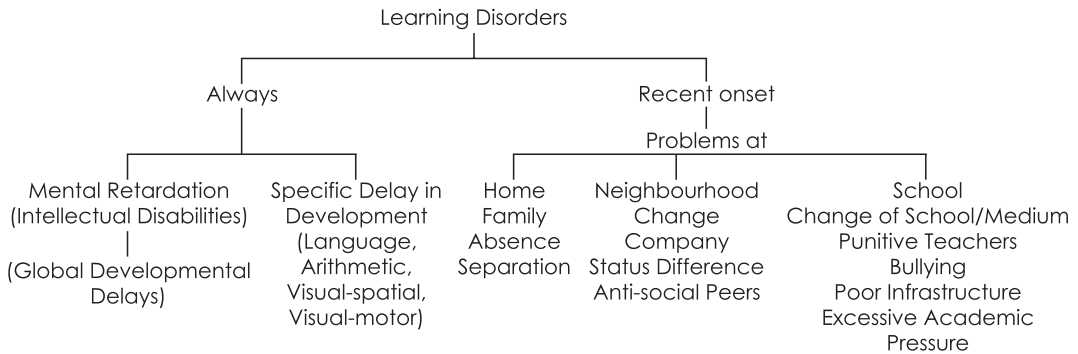 Learning Disorders
Always
Recent onset
Problems at
Mental Retardation
(Intellectual Disabilities)
(Global Developmental
Delays)
Specific Delay in
Development
(Language,
Arithmetic,
Visual-spatial,
Visual-motor)
Home
Family
Absence
Separation
Neighbourhood
Change
Company
Status Difference
Anti-social Peers
School
Change of School/Medium
Punitive Teachers
Bullying
Poor Infrastructure
Excessive Academic
Pressure